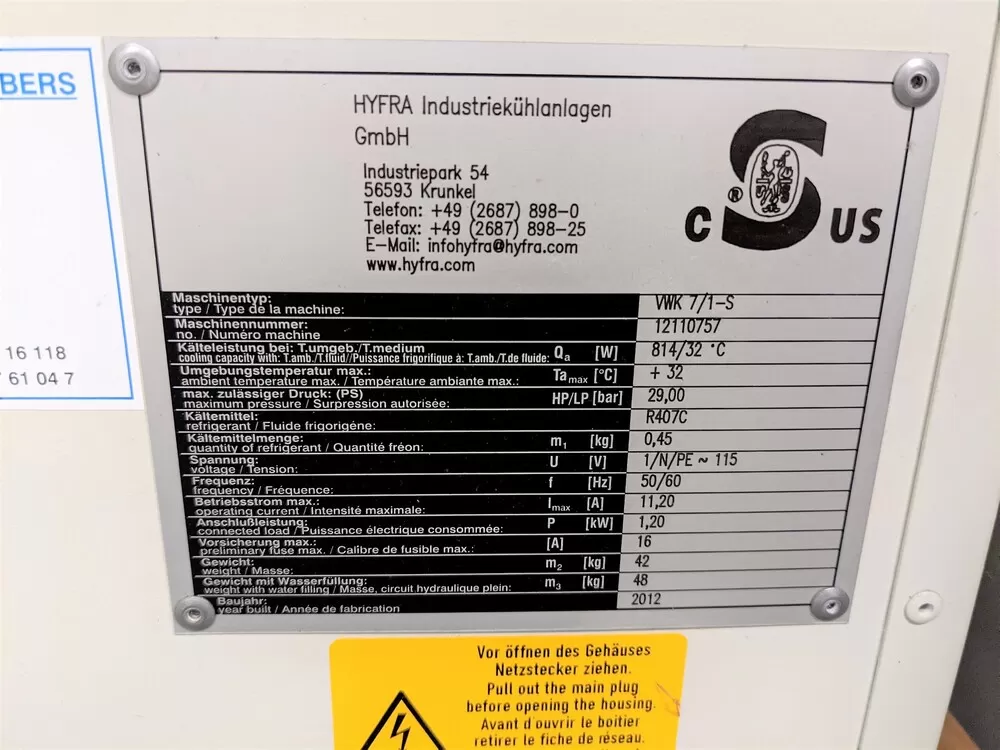 BERS
16 118
61 04 7
HYFRA Industriekühlanlagen
GmbH
Industriepark 54
56593 Krunkel
Telefon: +49 (2687) 898-0
Telefax: +49 (2687) 898-25
E-Mail: infohyfra@hyfra.com
www.hyfra.com
® C S US
Maschinentyp: VWK 7/1-S
type / Type de la machine:
Maschinennummer: 12110757
no. / Numéro machine
Kälteleistung bei: T.umgeb./T.medium Qa [W] 814/32 °C
cooling capacity with: T.amb./T.fluid//Puissance frigorifique à: T.amb./T.de fluide:
Umgebungstemperatur max.: Ta max [°C] + 32
ambient temperature max. / Température ambiante max.:
max. zulässiger Druck: (PS) HP/LP [bar] 29,00
maximum pressure / Surpression autorisée:
Kältemittel: R407C
refrigerant / Fluide frigorigéne:
Kältemittelmenge: m1 [kg] 0,45
quantity of refrigerant / Quantité fréon:
Spannung: U [V] 1/N/PE ~ 115
voltage / Tension:
Frequenz: f [Hz] 50/60
frequency / Fréquence:
Betriebsstrom max.: Imax [A] 11,20
operating current / Intensité maximale:
Anschlußleistung: P [kW] 1,20
connected load / Puissance électrique consommée:
Vorsicherung max.: [A] 16
preliminary fuse max. / Calibre de fusible max.:
Gewicht: m2 [kg] 42
weight / Masse:
Gewicht mit Wasserfüllung: m3 [kg] 48
weight with water filling / Masse, circuit hydraulique plein:
Baujahr: 2012
year built / Année de fabrication
Vor öffnen des Gehäuses
Netzstecker ziehen.
Pull out the main plug
before opening the housing.
Avant d'ouvrir le boitier
retirer le fiche de réseau.